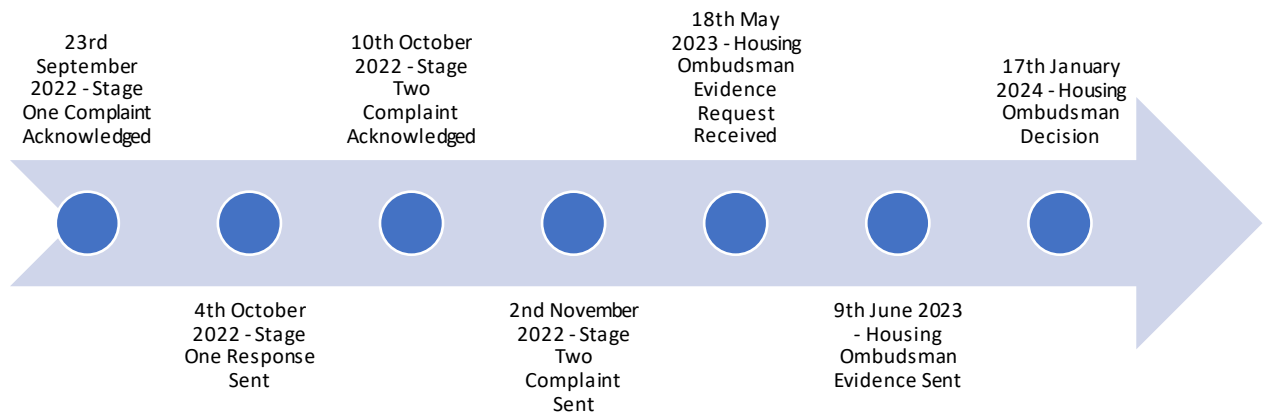 23rd
September
2022 - Stage
One Complaint
Acknowledged
4th October
2022 - Stage
One Response
Sent
10th October
2022 - Stage
Two
Complaint
Acknowledged
2nd November
2022 - Stage
Two
Complaint
Sent
18th May
2023 - Housing
Ombudsman
Evidence
Request
Received
9th June 2023
- Housing
Ombudsman
Evidence Sent
17th January
2024 - Housing
Ombudsman
Decision